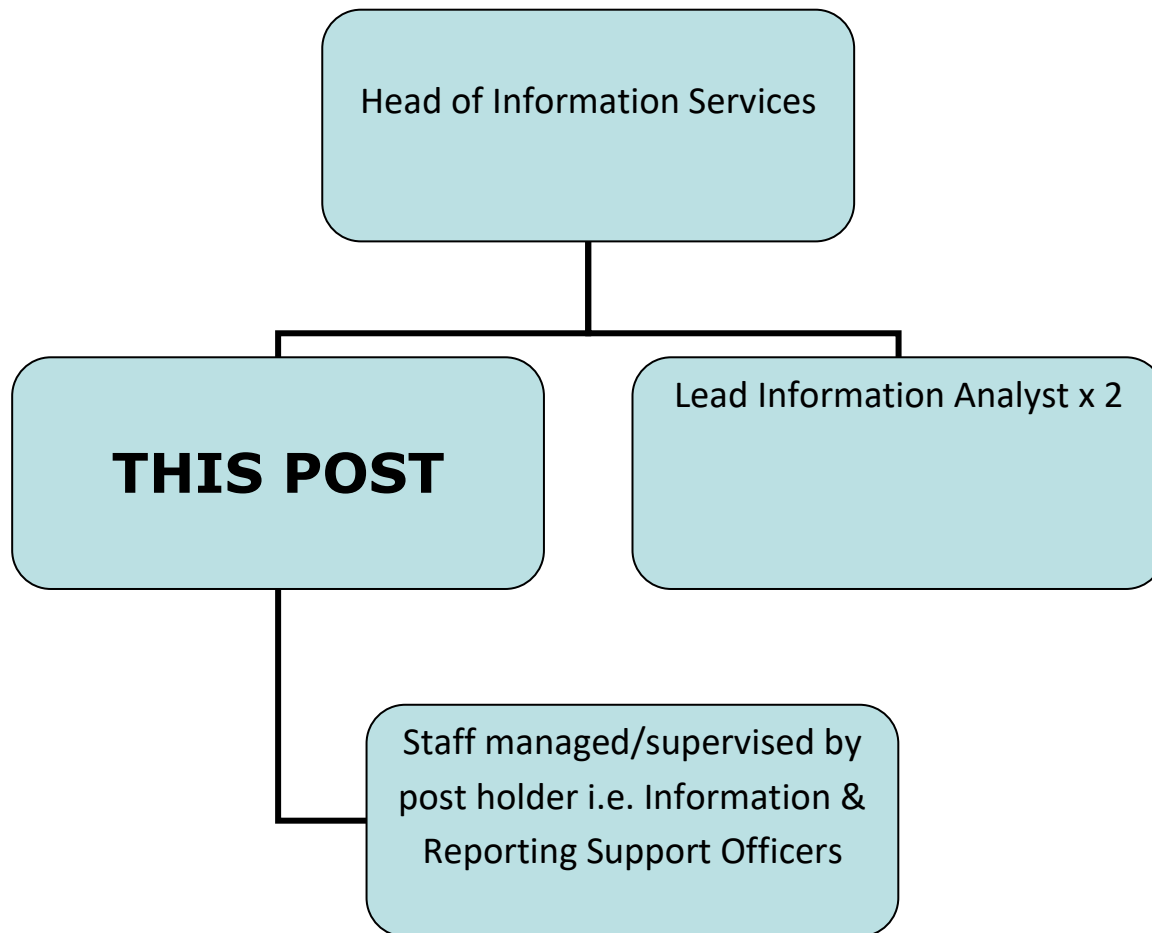 Head of Information Services
THIS POST
Lead Information Analyst x 2
Staff managed/supervised by
post holder i.e. Information &
Reporting Support Officers